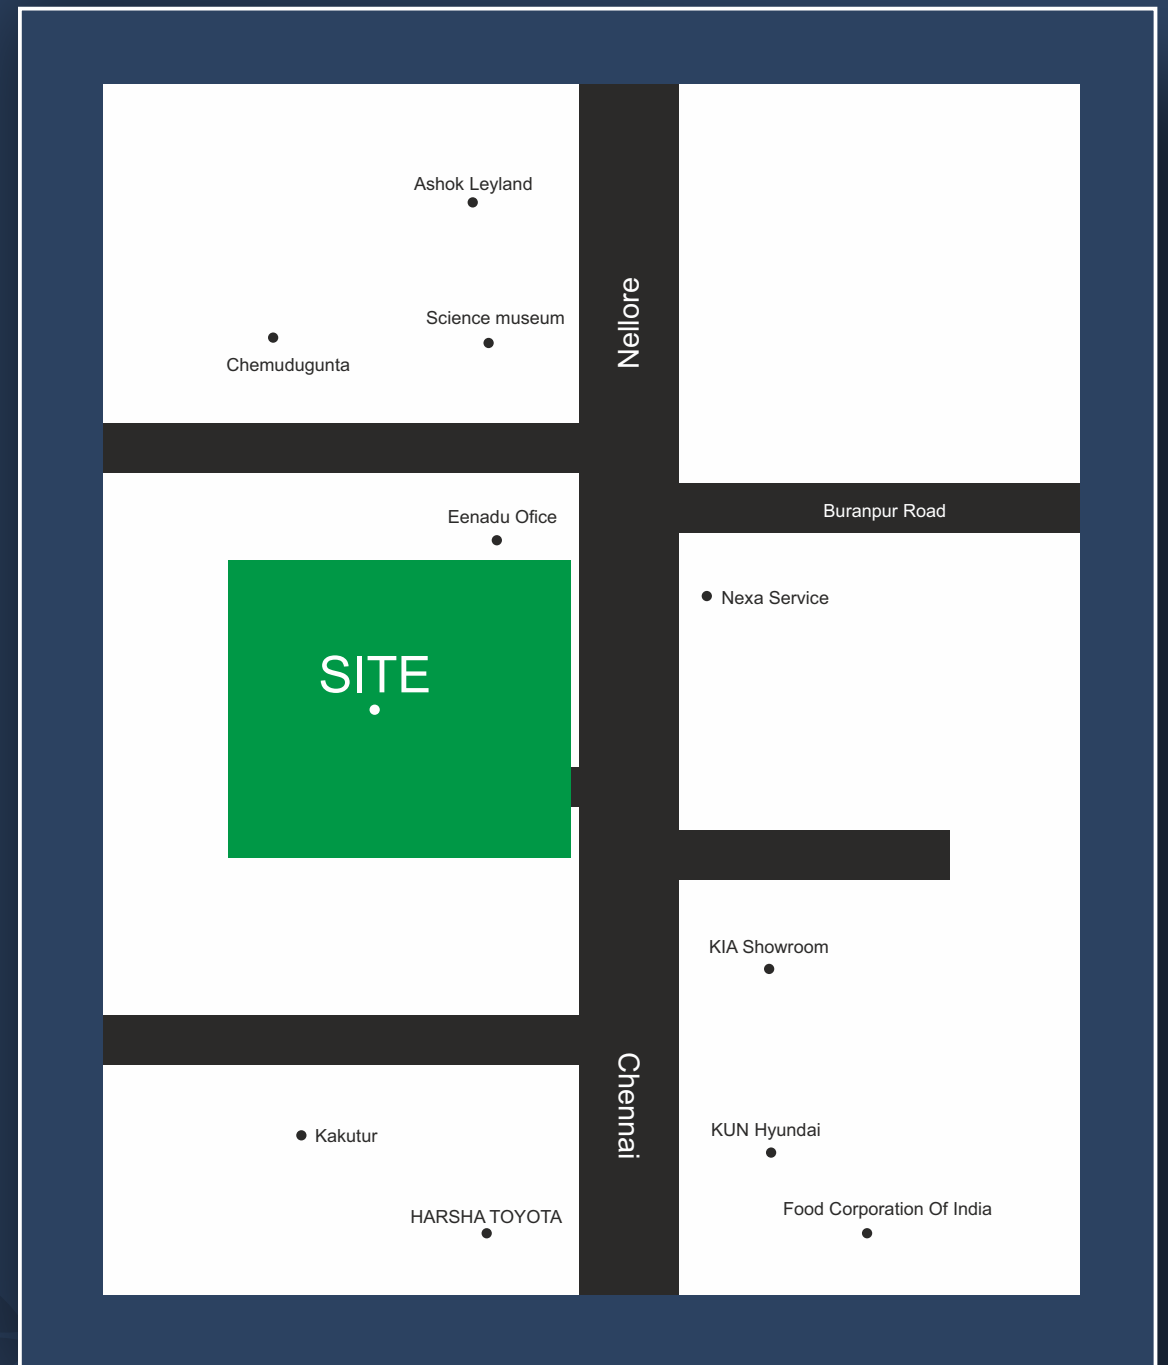 Ashok Leyland
Nellore
Science museum
Chemudugunta
Buranpur Road
Eenadu Ofice
Nexa Service
SITE
KIA Showroom
Chennai
KUN Hyundai
Kakutur
Food Corporation Of India
HARSHA TOYOTA